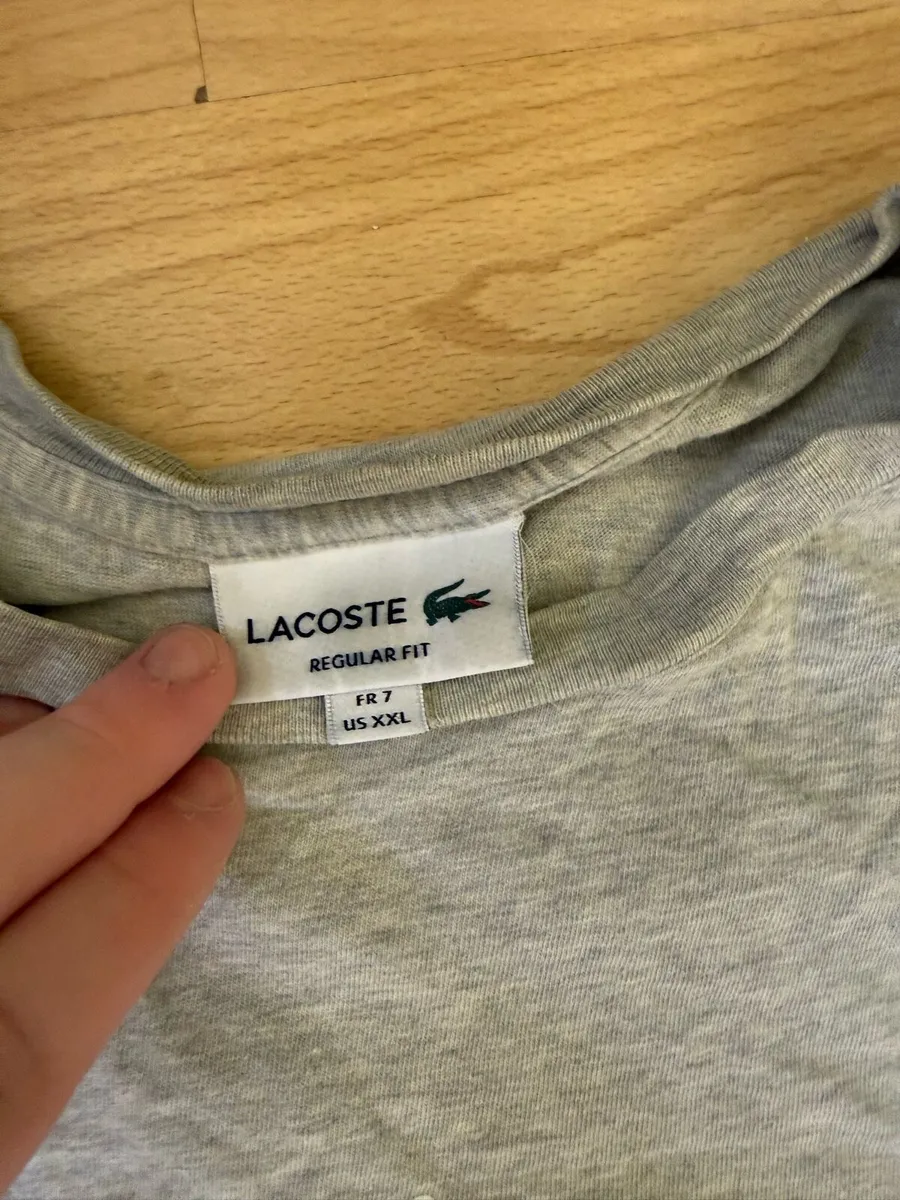 LACOSTE
REGULAR FIT
FR 7
US XXL